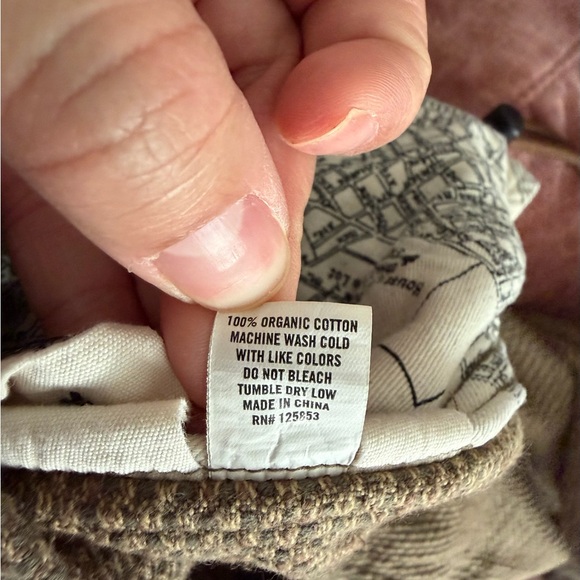 100% ORGANIC COTTON
MACHINE WASH COLD
WITH LIKE COLORS
DO NOT BLEACH
TUMBLE DRY LOW
MADE IN CHINA
RN# 125853